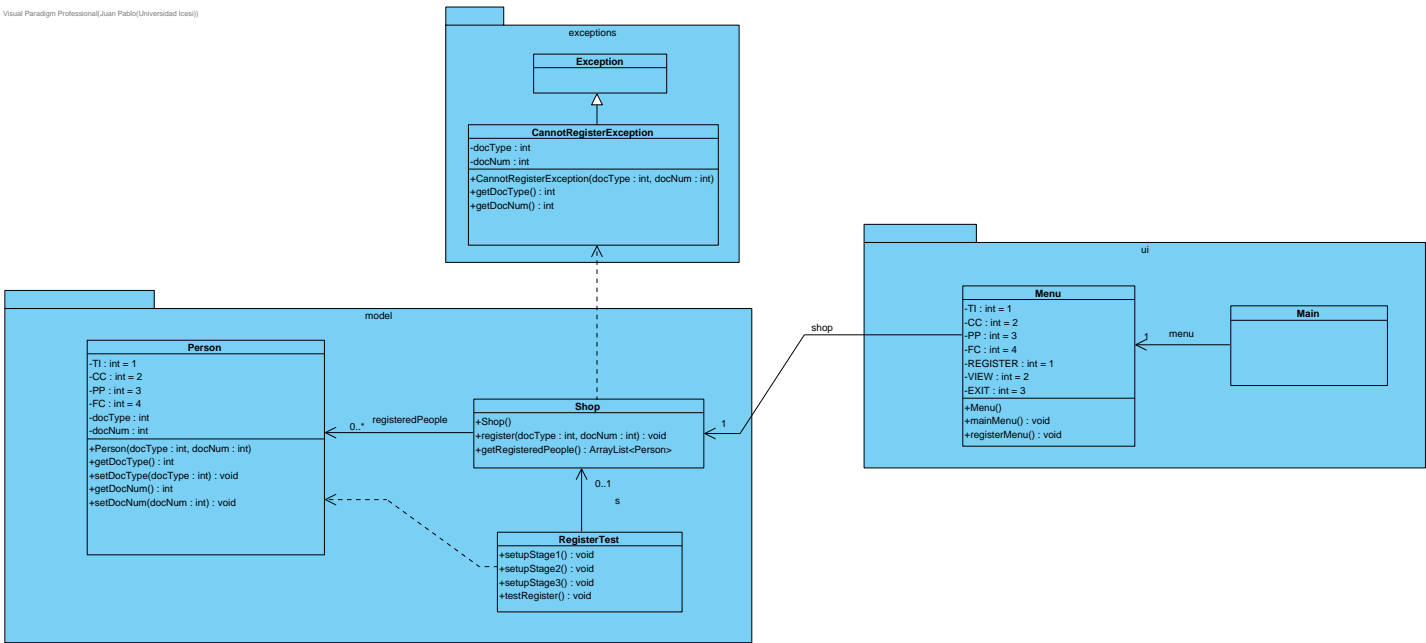 Visual Paradigm Professional(Juan Pablo(Universidad Icesi))
exceptions
Exception
CannotRegisterException
-docType : int
-docNum : int
+CannotRegisterException(docType : int, docNum : int)
+getDocType() : int
+getDocNum() : int
model
Person
-TI : int = 1
-CC : int = 2
-PP : int = 3
-FC : int = 4
-docType : int
-docNum : int
+Person(docType : int, docNum : int)
+getDocType() : int
+setDocType(docType : int) : void
+getDocNum() : int
+setDocNum(docNum : int) : void
registeredPeople
0..*
Shop
+Shop()
+register(docType : int, docNum : int) : void
+getRegisteredPeople() : ArrayList<Person>
0..1
s
RegisterTest
+setupStage1() : void
+setupStage2() : void
+setupStage3() : void
+testRegister() : void
shop
1
ui
Menu
-TI : int = 1
-CC : int = 2
-PP : int = 3
-FC : int = 4
-REGISTER : int = 1
-VIEW : int = 2
-EXIT : int = 3
+Menu()
+mainMenu() : void
+registerMenu() : void
1
menu
Main